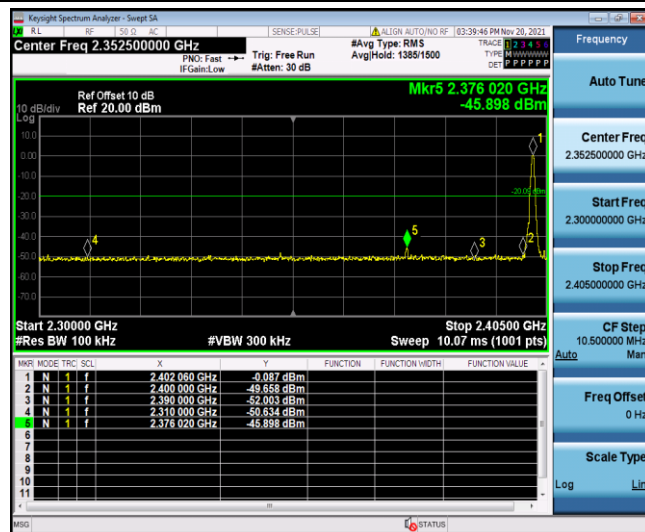 Keysight Spectrum Analyzer - Swept SA
RL RF 50 Ω AC SENSE:PULSE ALIGN AUTO/NO RF 03:39:46 PM Nov 20, 2021
Center Freq 2.352500000 GHz #Avg Type: RMS TRACE 1 2 3 4 5 6
PNO: Fast Trig: Free Run Avg|Hold: 1385/1500 TYPE M W W W W W
IFGain:Low #Atten: 30 dB DET P P P P P P
Mkr5 2.376 020 GHz
-45.898 dBm
Ref Offset 10 dB
10 dB/div Ref 20.00 dBm
Log
10.0
0.00
-10.0
-20.0
-30.0
-40.0
-50.0
-60.0
-70.0
1
2
3
4
5
Start 2.30000 GHz Stop 2.40500 GHz
#Res BW 100 kHz #VBW 300 kHz Sweep 10.07 ms (1001 pts)
MKR MODE TRC SCL X Y FUNCTION FUNCTION WIDTH FUNCTION VALUE
1 N 1 f 2.402 060 GHz -0.087 dBm
2 N 1 f 2.400 000 GHz -49.658 dBm
3 N 1 f 2.390 000 GHz -52.003 dBm
4 N 1 f 2.310 000 GHz -50.634 dBm
5 N 1 f 2.376 020 GHz -45.898 dBm
6
7
8
9
10
11
MSG STATUS
Frequency
Auto Tune
Center Freq
2.352500000 GHz
Start Freq
2.300000000 GHz
Stop Freq
2.405000000 GHz
CF Step
10.500000 MHz
Auto Man
Freq Offset
0 Hz
Scale Type
Log Lin